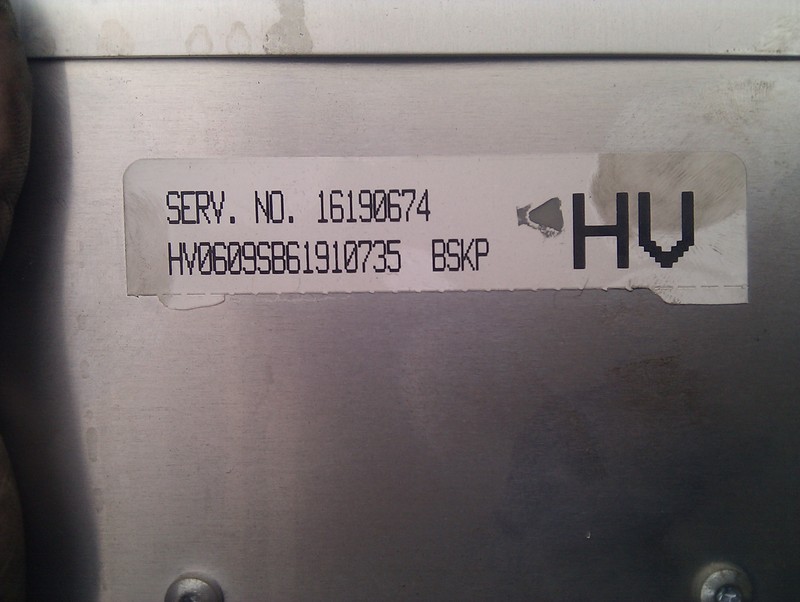 SERV. NO. 16190674
HV0609SB61910735 BSKP
HV